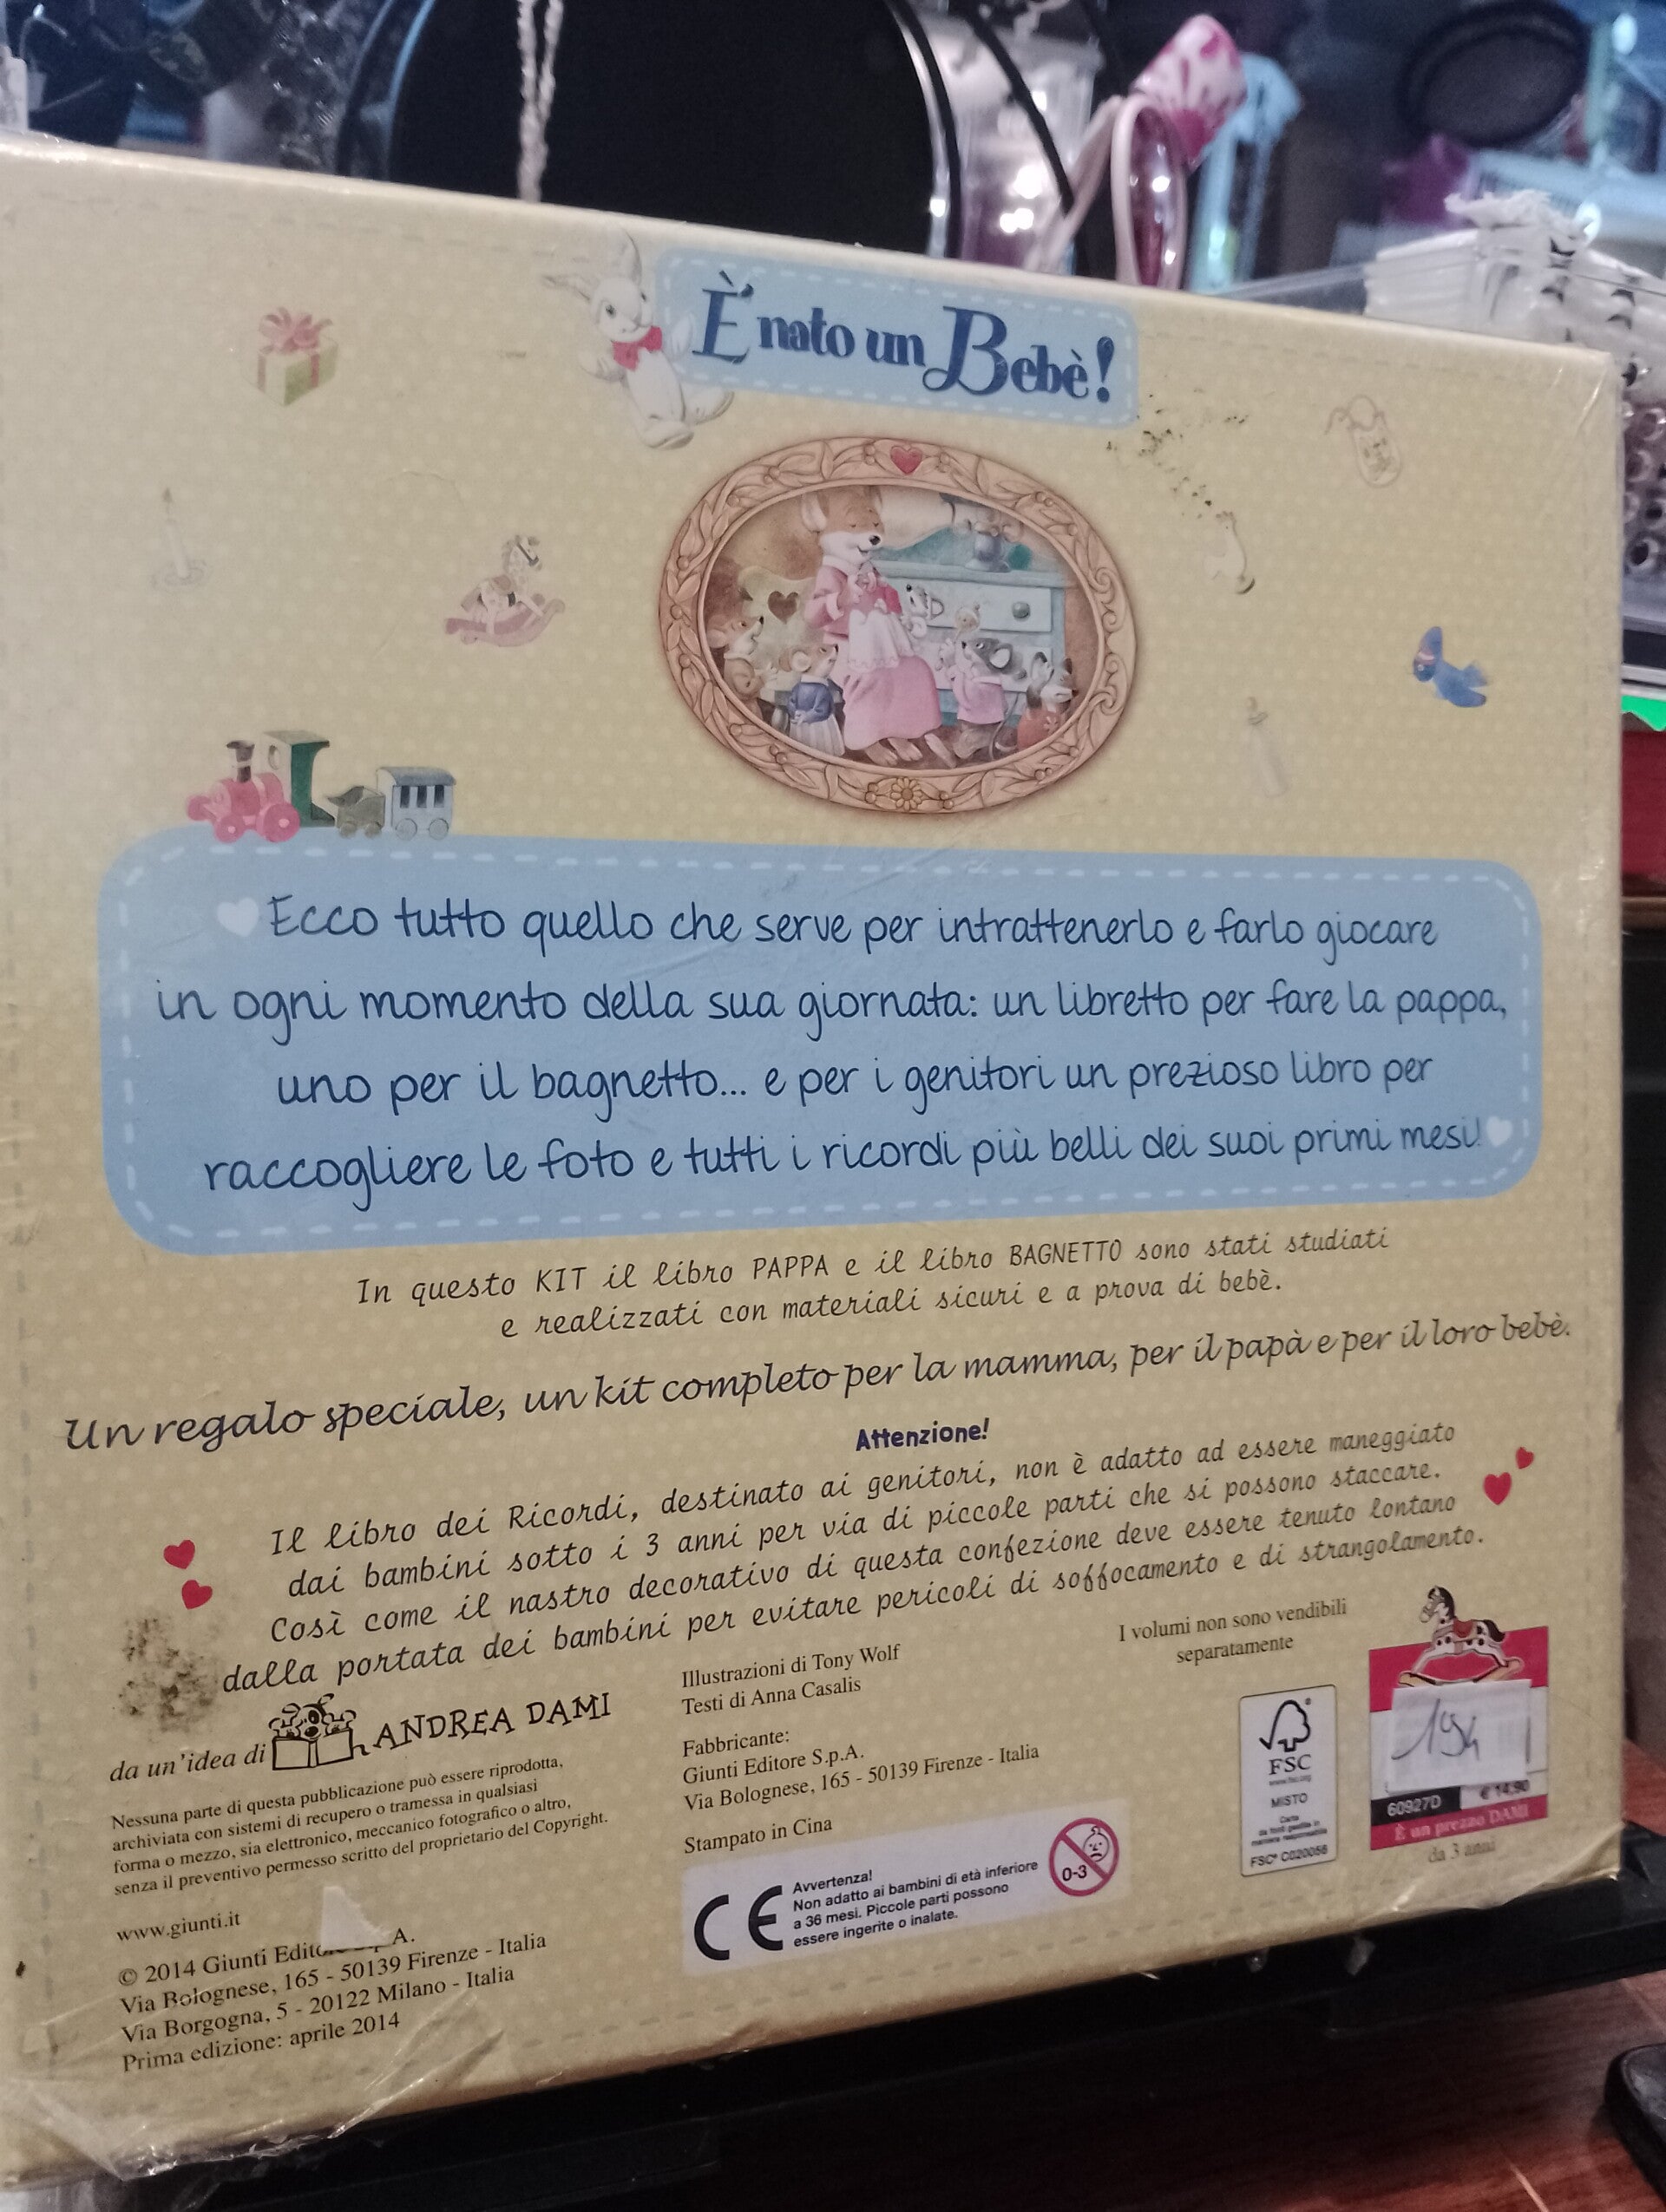 È nato un Bebè!
Ecco tutto quello che serve per intrattenerlo e farlo giocare
in ogni momento della sua giornata: un libretto per fare la pappa,
uno per il bagnetto... e per i genitori un prezioso libro per
raccogliere le foto e tutti i ricordi più belli dei suoi primi mesi!
In questo KIT il libro PAPPA e il libro BAGNETTO sono stati studiati
e realizzati con materiali sicuri e a prova di bebè.
Un regalo speciale, un kit completo per la mamma, per il papà e per il loro bebè.
Attenzione!
Il libro dei Ricordi, destinato ai genitori, non è adatto ad essere maneggiato
dai bambini sotto i 3 anni per via di piccole parti che si possono staccare.
Così come il nastro decorativo di questa confezione deve essere tenuto lontano
dalla portata dei bambini per evitare pericoli di soffocamento e di strangolamento.
da un'idea di ANDREA DAMI
Nessuna parte di questa pubblicazione può essere riprodotta,
archiviata con sistemi di recupero o tramessa in qualsiasi
forma o mezzo, sia elettronico, meccanico fotografico o altro,
senza il preventivo permesso scritto del proprietario del Copyright.
www.giunti.it
© 2014 Giunti A.
Via Bolognese, 165 - 50139 Firenze - Italia
Via Borgogna, 5 - 20122 Milano - Italia
Prima edizione: aprile 2014
Illustrazioni di Tony Wolf
Testi di Anna Casalis
Fabbricante:
Giunti Editore S.p.A.
Via Bolognese, 165 - 50139 Firenze - Italia
Stampato in Cina
CE
Avvertenza!
Non adatto ai bambini di età inferiore
a 36 mesi. Piccole parti possono
essere ingerite o inalate.
0-3
I volumi non sono vendibili
separatamente
FSC
www.fsc.org
MISTO
Carta
da fonti gestite in
maniera responsabile
FSC® C020056
60927D
€ 14,90
È un prezzo DAMI
da 3 anni